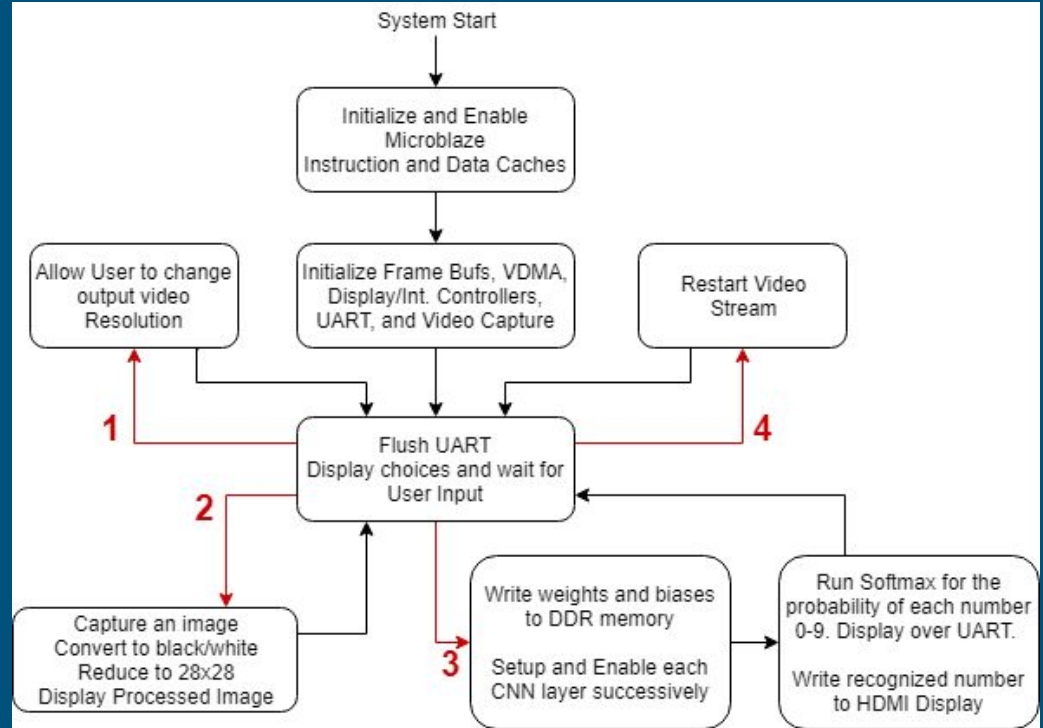 System Start
Initialize and Enable
Microblaze
Instruction and Data Caches
Allow User to change
output video
Resolution
Initialize Frame Bufs, VDMA,
Display/Int. Controllers,
UART, and Video Capture
Restart Video
Stream
1
4
Flush UART
Display choices and wait for
User Input
2
3
Capture an image
Convert to black/white
Reduce to 28x28
Display Processed Image
Write weights and biases
to DDR memory
Setup and Enable each
CNN layer successively
Run Softmax for the
probability of each number
0-9. Display over UART.
Write recognized number
to HDMI Display